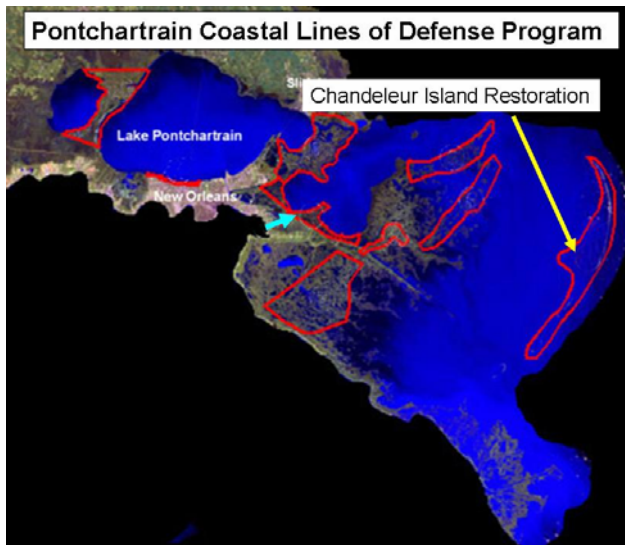 Pontchartrain Coastal Lines of Defense Program
Chandeleur Island Restoration
Lake Pontchartrain
New Orleans